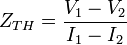 Z_{TH} = \frac{V_1 - V_2}{I_1 - I_2}